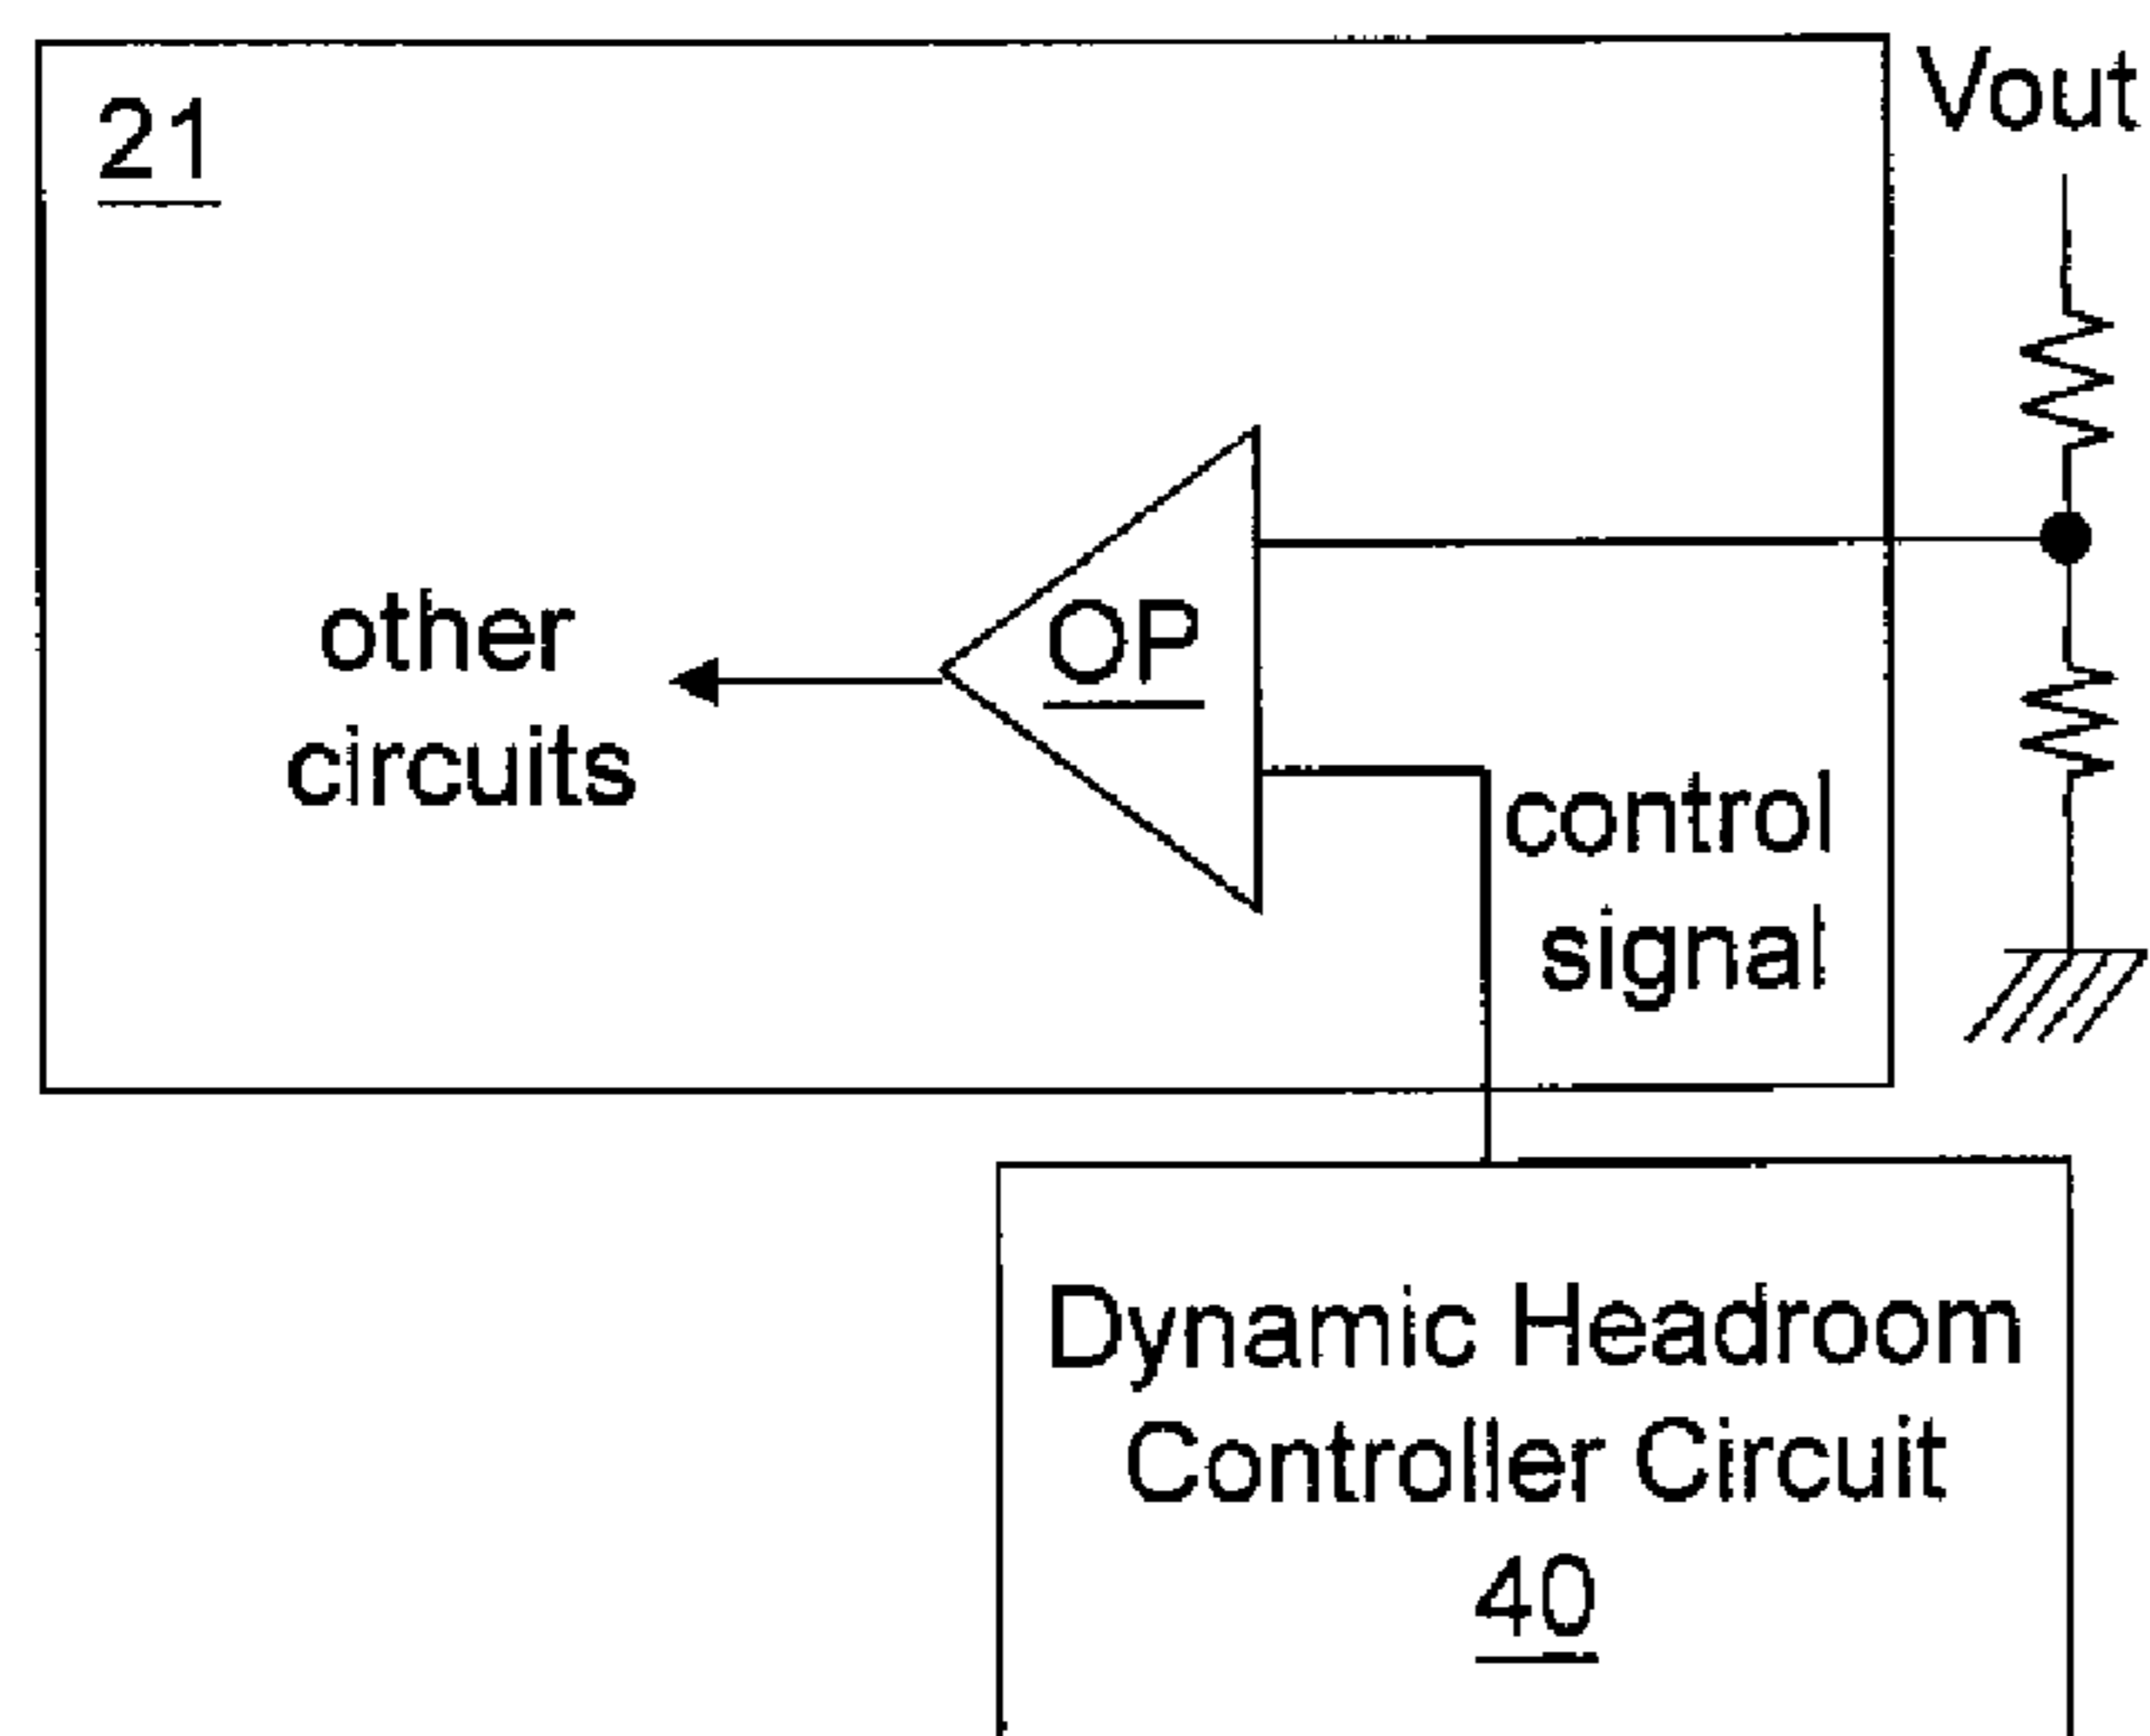 21
Vout
OP
other
circuits
control
signal
Dynamic Headroom
Controller Circuit
40